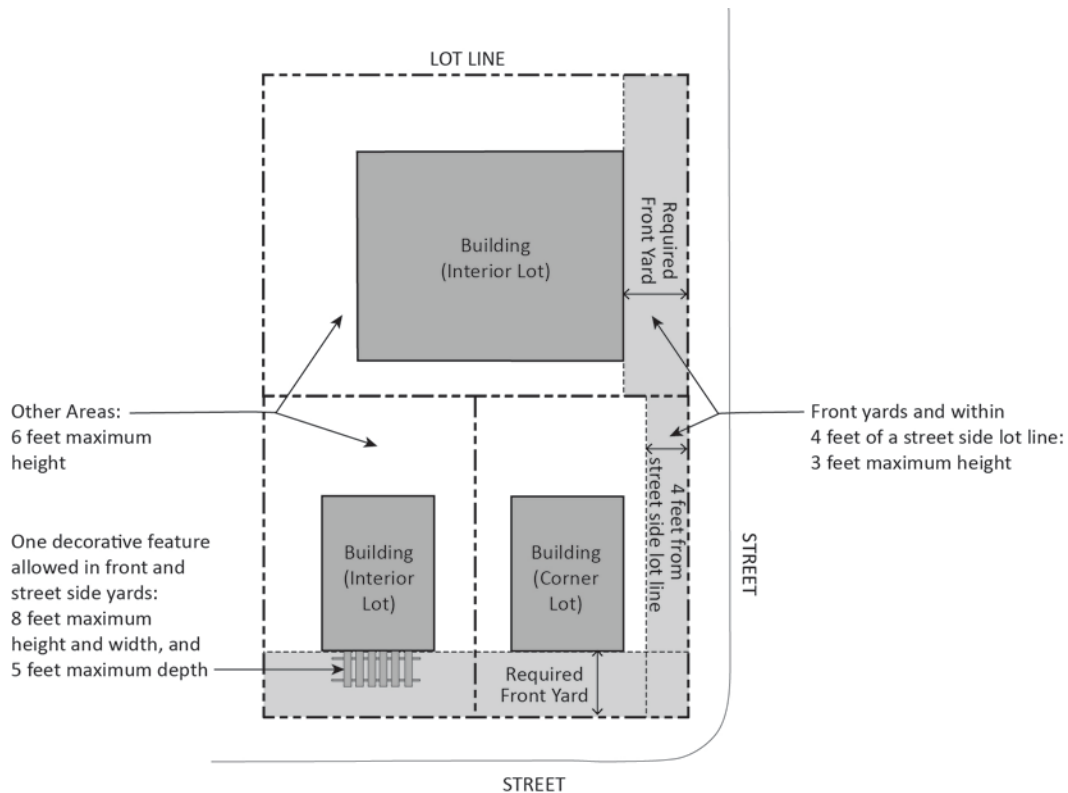 LOT LINE
Required
Front Yard
Building
(Interior Lot)
Other Areas:
6 feet maximum
height
Front yards and within
4 feet of a street side lot line:
3 feet maximum height
4 feet from
street side lot line
One decorative feature
allowed in front and
street side yards:
8 feet maximum
height and width, and
5 feet maximum depth
Building
(Interior
Lot)
Building
(Corner
Lot)
STREET
Required
Front Yard
STREET